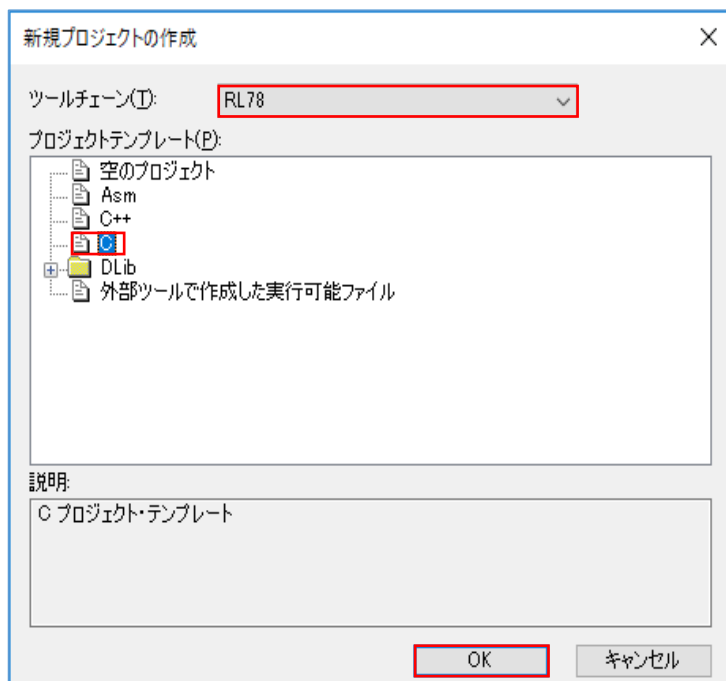 新規プロジェクトの作成
ツールチェーン(T): RL78
プロジェクトテンプレート(P):
空のプロジェクト
Asm
C++
C
DLib
外部ツールで作成した実行可能ファイル
説明:
C プロジェクト・テンプレート
OK キャンセル